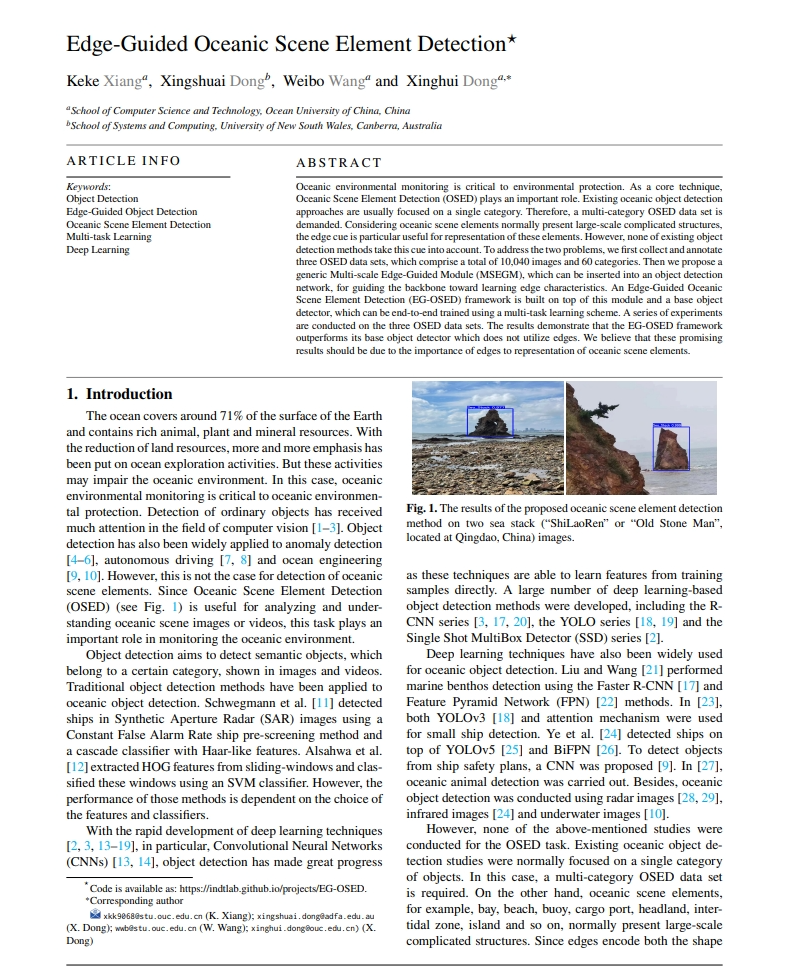 Edge-Guided Oceanic Scene Element Detection⋆
Keke Xiangᵃ, Xingshuai Dongᵇ, Weibo Wangᵃ and Xinghui Dongᵃ,*
ᵃSchool of Computer Science and Technology, Ocean University of China, China
ᵇSchool of Systems and Computing, University of New South Wales, Canberra, Australia
ARTICLE INFO
Keywords:
Object Detection
Edge-Guided Object Detection
Oceanic Scene Element Detection
Multi-task Learning
Deep Learning
ABSTRACT
Oceanic environmental monitoring is critical to environmental protection. As a core technique,
Oceanic Scene Element Detection (OSED) plays an important role. Existing oceanic object detection
approaches are usually focused on a single category. Therefore, a multi-category OSED data set is
demanded. Considering oceanic scene elements normally present large-scale complicated structures,
the edge cue is particular useful for representation of these elements. However, none of existing object
detection methods take this cue into account. To address the two problems, we first collect and annotate
three OSED data sets, which comprise a total of 10,040 images and 60 categories. Then we propose a
generic Multi-scale Edge-Guided Module (MSEGM), which can be inserted into an object detection
network, for guiding the backbone toward learning edge characteristics. An Edge-Guided Oceanic
Scene Element Detection (EG-OSED) framework is built on top of this module and a base object
detector, which can be end-to-end trained using a multi-task learning scheme. A series of experiments
are conducted on the three OSED data sets. The results demonstrate that the EG-OSED framework
outperforms its base object detector which does not utilize edges. We believe that these promising
results should be due to the importance of edges to representation of oceanic scene elements.
1. Introduction
The ocean covers around 71% of the surface of the Earth
and contains rich animal, plant and mineral resources. With
the reduction of land resources, more and more emphasis has
been put on ocean exploration activities. But these activities
may impair the oceanic environment. In this case, oceanic
environmental monitoring is critical to oceanic environmen-
tal protection. Detection of ordinary objects has received
much attention in the field of computer vision [1–3]. Object
detection has also been widely applied to anomaly detection
[4–6], autonomous driving [7, 8] and ocean engineering
[9, 10]. However, this is not the case for detection of oceanic
scene elements. Since Oceanic Scene Element Detection
(OSED) (see Fig. 1) is useful for analyzing and under-
standing oceanic scene images or videos, this task plays an
important role in monitoring the oceanic environment.
Object detection aims to detect semantic objects, which
belong to a certain category, shown in images and videos.
Traditional object detection methods have been applied to
oceanic object detection. Schwegmann et al. [11] detected
ships in Synthetic Aperture Radar (SAR) images using a
Constant False Alarm Rate ship pre-screening method and
a cascade classifier with Haar-like features. Alsahwa et al.
[12] extracted HOG features from sliding-windows and clas-
sified these windows using an SVM classifier. However, the
performance of those methods is dependent on the choice of
the features and classifiers.
With the rapid development of deep learning techniques
[2, 3, 13–19], in particular, Convolutional Neural Networks
(CNNs) [13, 14], object detection has made great progress
⋆Code is available as: https://indtlab.github.io/projects/EG-OSED.
*Corresponding author
xkk9068@stu.ouc.edu.cn (K. Xiang); xingshuai.dong@adfa.edu.au
(X. Dong); wwb@stu.ouc.edu.cn (W. Wang); xinghui.dong@ouc.edu.cn) (X.
Dong)
Fig. 1. The results of the proposed oceanic scene element detection
method on two sea stack (“ShiLaoRen” or “Old Stone Man”,
located at Qingdao, China) images.
as these techniques are able to learn features from training
samples directly. A large number of deep learning-based
object detection methods were developed, including the R-
CNN series [3, 17, 20], the YOLO series [18, 19] and the
Single Shot MultiBox Detector (SSD) series [2].
Deep learning techniques have also been widely used
for oceanic object detection. Liu and Wang [21] performed
marine benthos detection using the Faster R-CNN [17] and
Feature Pyramid Network (FPN) [22] methods. In [23],
both YOLOv3 [18] and attention mechanism were used
for small ship detection. Ye et al. [24] detected ships on
top of YOLOv5 [25] and BiFPN [26]. To detect objects
from ship safety plans, a CNN was proposed [9]. In [27],
oceanic animal detection was carried out. Besides, oceanic
object detection was conducted using radar images [28, 29],
infrared images [24] and underwater images [10].
However, none of the above-mentioned studies were
conducted for the OSED task. Existing oceanic object de-
tection studies were normally focused on a single category
of objects. In this case, a multi-category OSED data set
is required. On the other hand, oceanic scene elements,
for example, bay, beach, buoy, cargo port, headland, inter-
tidal zone, island and so on, normally present large-scale
complicated structures. Since edges encode both the shape